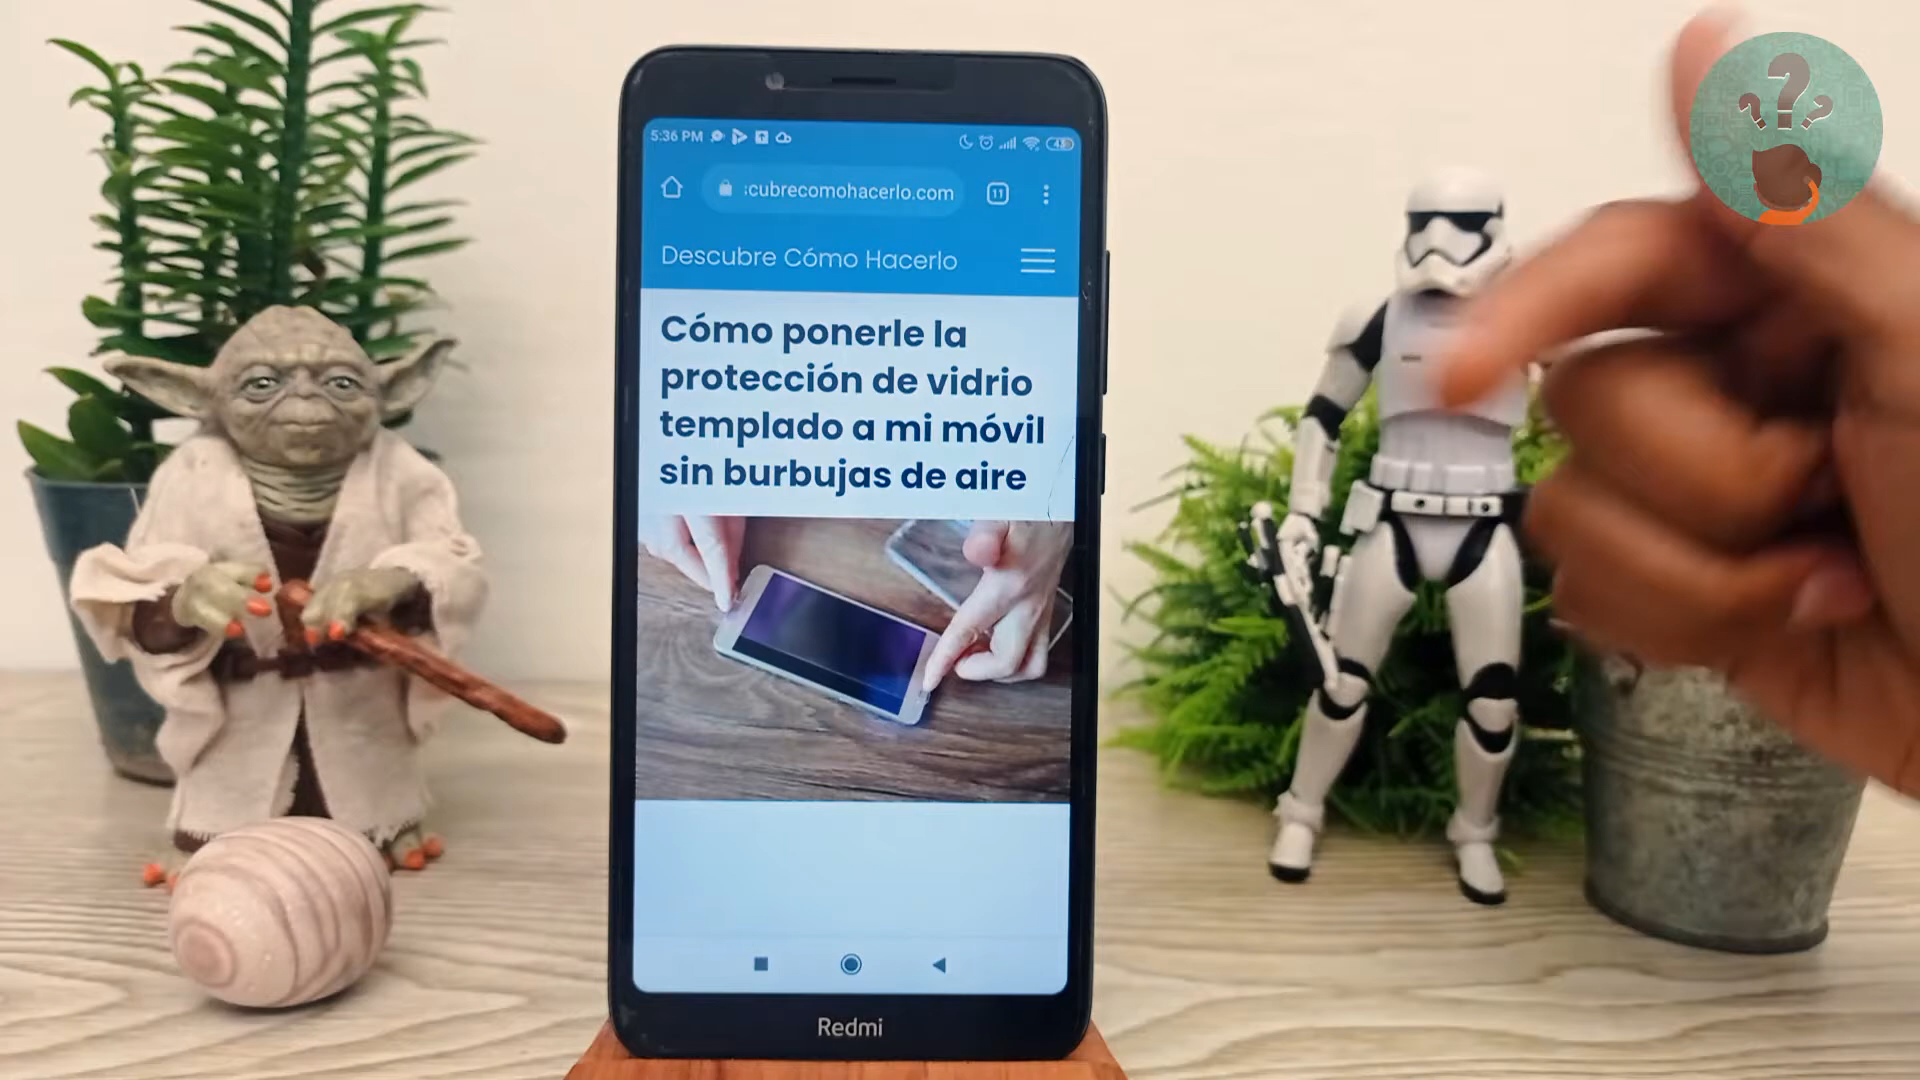 5:36 PM
:cubrecomohacerlo.com
11
Descubre Cómo Hacerlo
Cómo ponerle la
protección de vidrio
templado a mi móvil
sin burbujas de aire
Redmi